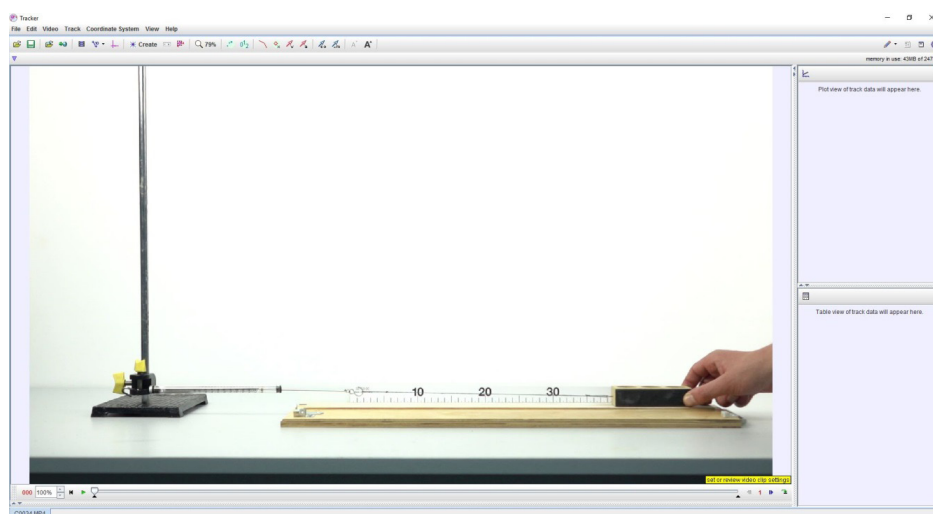 Tracker
File Edit Video Track Coordinate System View Help
Create 79%
memory in use: 43MB of 247
Plot view of track data will appear here.
10 20 30
Table view of track data will appear here.
set or review video clip settings
000 100% 1